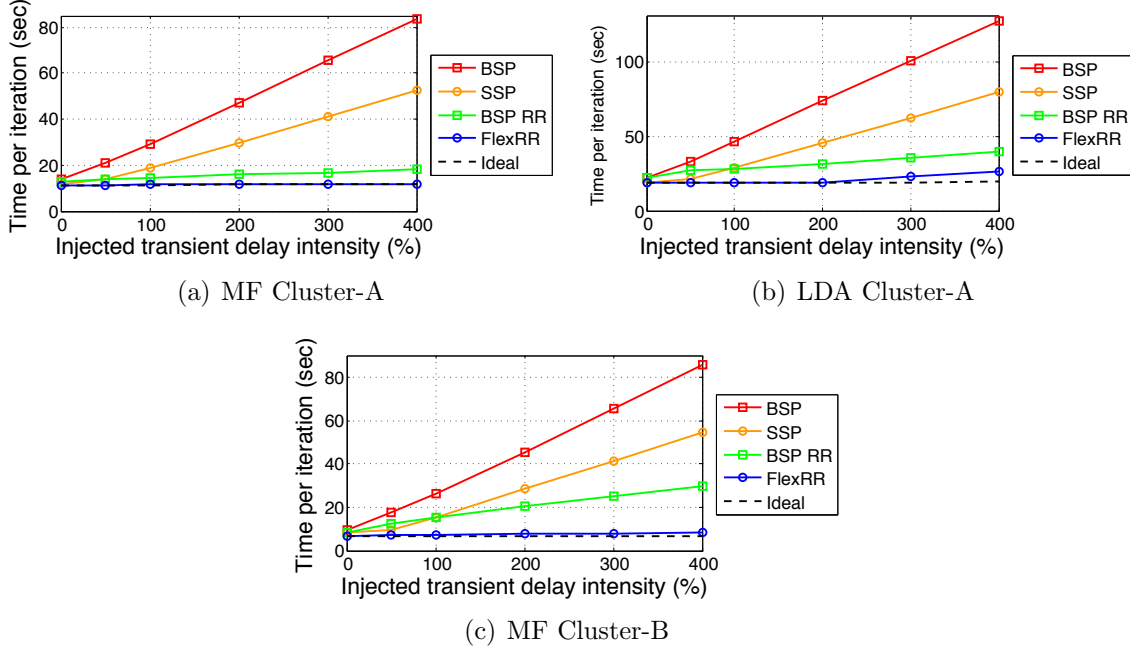 80
60
40
20
0
0 100 200 300 400
Time per iteration (sec)
Injected transient delay intensity (%)
BSP
SSP
BSP RR
FlexRR
Ideal
(a) MF Cluster-A
100
50
0
0 100 200 300 400
Time per iteration (sec)
Injected transient delay intensity (%)
BSP
SSP
BSP RR
FlexRR
Ideal
(b) LDA Cluster-A
80
60
40
20
0
0 100 200 300 400
Time per iteration (sec)
Injected transient delay intensity (%)
BSP
SSP
BSP RR
FlexRR
Ideal
(c) MF Cluster-B